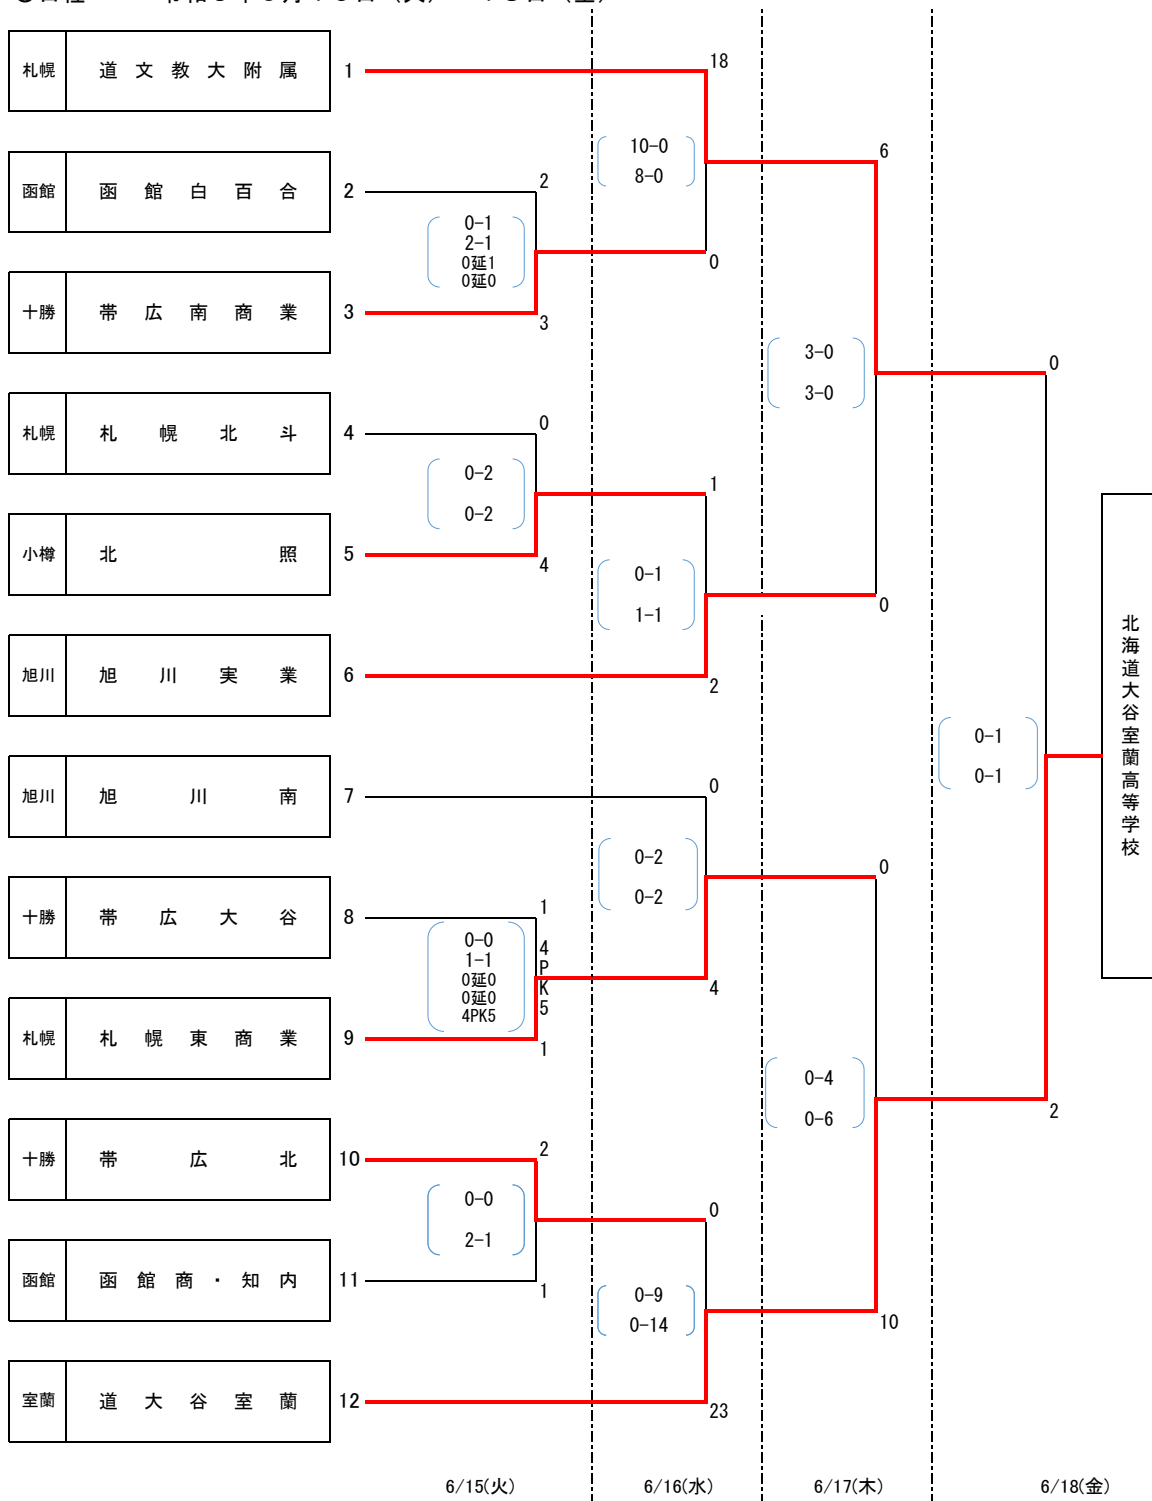 札幌 道文教大附属 1
18
10-0
8-0
6
函館 函館白百合 2
2
0-1
2-1
0延1
0延0
0
十勝 帯広南商業 3
3
3-0
3-0
0
札幌 札幌北斗 4
0
0-2
0-2
1
小樽 北照 5
4
0-1
1-1
0
旭川 旭川実業 6
2
北海道大谷室蘭高等学校
0-1
0-1
旭川 旭川南 7
0
0-2
0-2
0
十勝 帯広大谷 8
1
0-0
1-1
0延0
0延0
4PK5
4PK5
4
札幌 札幌東商業 9
1
0-4
0-6
2
十勝 帯広北 10
2
0-0
2-1
0
函館 函館商・知内 11
1
0-9
0-14
10
室蘭 道大谷室蘭 12
23
6/15(火) 6/16(水) 6/17(木) 6/18(金)